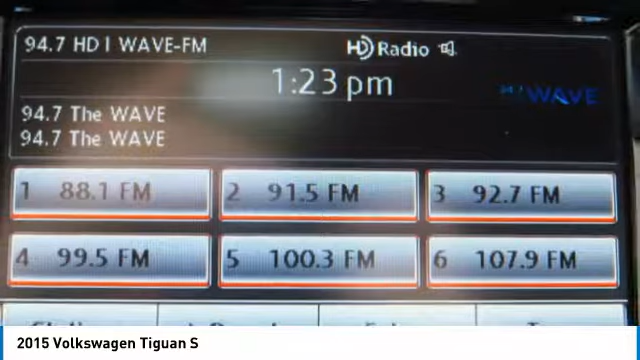 94.7 HD1 WAVE-FM
HD Radio
1:23 pm
WAVE
94.7 The WAVE
94.7 The WAVE
1 88.1 FM
2 91.5 FM
3 92.7 FM
4 99.5 FM
5 100.3 FM
6 107.9 FM
2015 Volkswagen Tiguan S